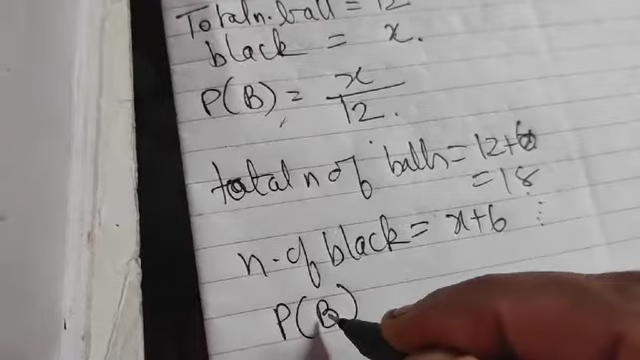 Total n. ball = 12
black = x.
P(B) = x/12.
total n of balls = 12+6
= 18
n. of black = x+6
P(B)